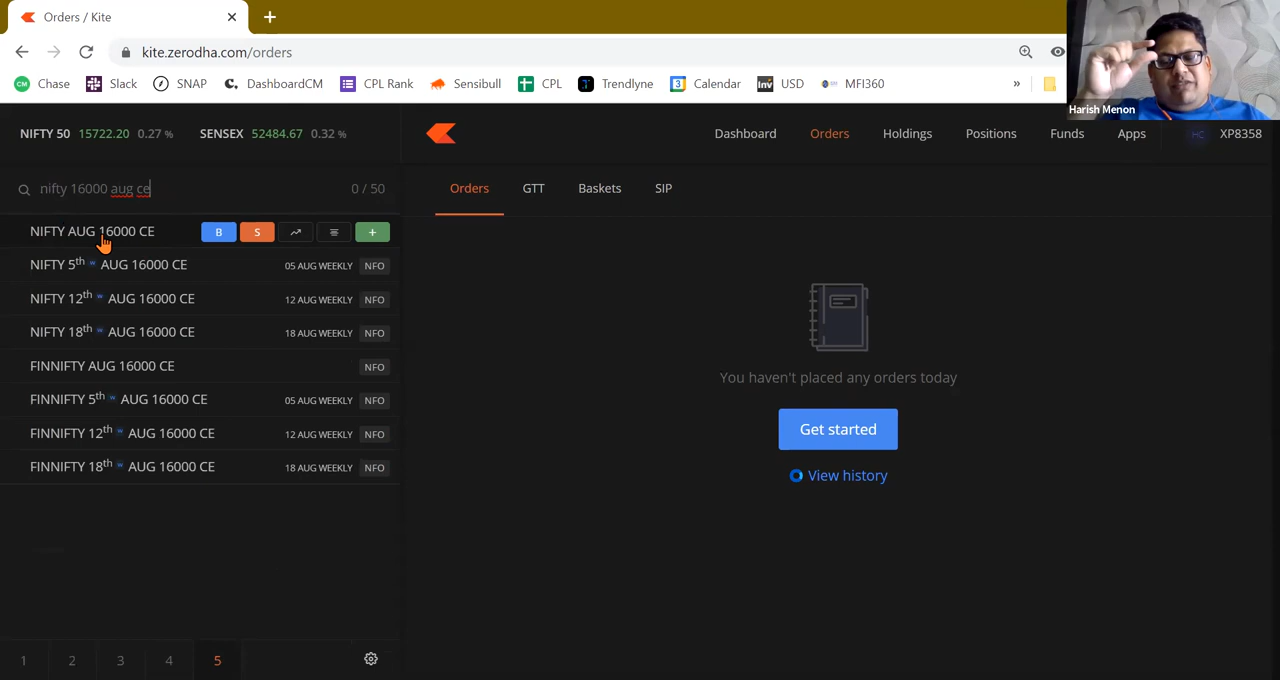 Orders / Kite
kite.zerodha.com/orders
CM Chase Slack SNAP DashboardCM CPL Rank Sensibull CPL Trendlyne 3 Calendar Inv USD MFI360 »
Harish Menon
NIFTY 50 15722.20 0.27 % SENSEX 52484.67 0.32 %
Dashboard Orders Holdings Positions Funds Apps HC XP8358
nifty 16000 aug ce 0 / 50
Orders GTT Baskets SIP
NIFTY AUG 16000 CE B S +
NIFTY 5th w AUG 16000 CE 05 AUG WEEKLY NFO
NIFTY 12th w AUG 16000 CE 12 AUG WEEKLY NFO
NIFTY 18th w AUG 16000 CE 18 AUG WEEKLY NFO
FINNIFTY AUG 16000 CE NFO
FINNIFTY 5th w AUG 16000 CE 05 AUG WEEKLY NFO
FINNIFTY 12th w AUG 16000 CE 12 AUG WEEKLY NFO
FINNIFTY 18th w AUG 16000 CE 18 AUG WEEKLY NFO
You haven't placed any orders today
Get started
View history
1 2 3 4 5